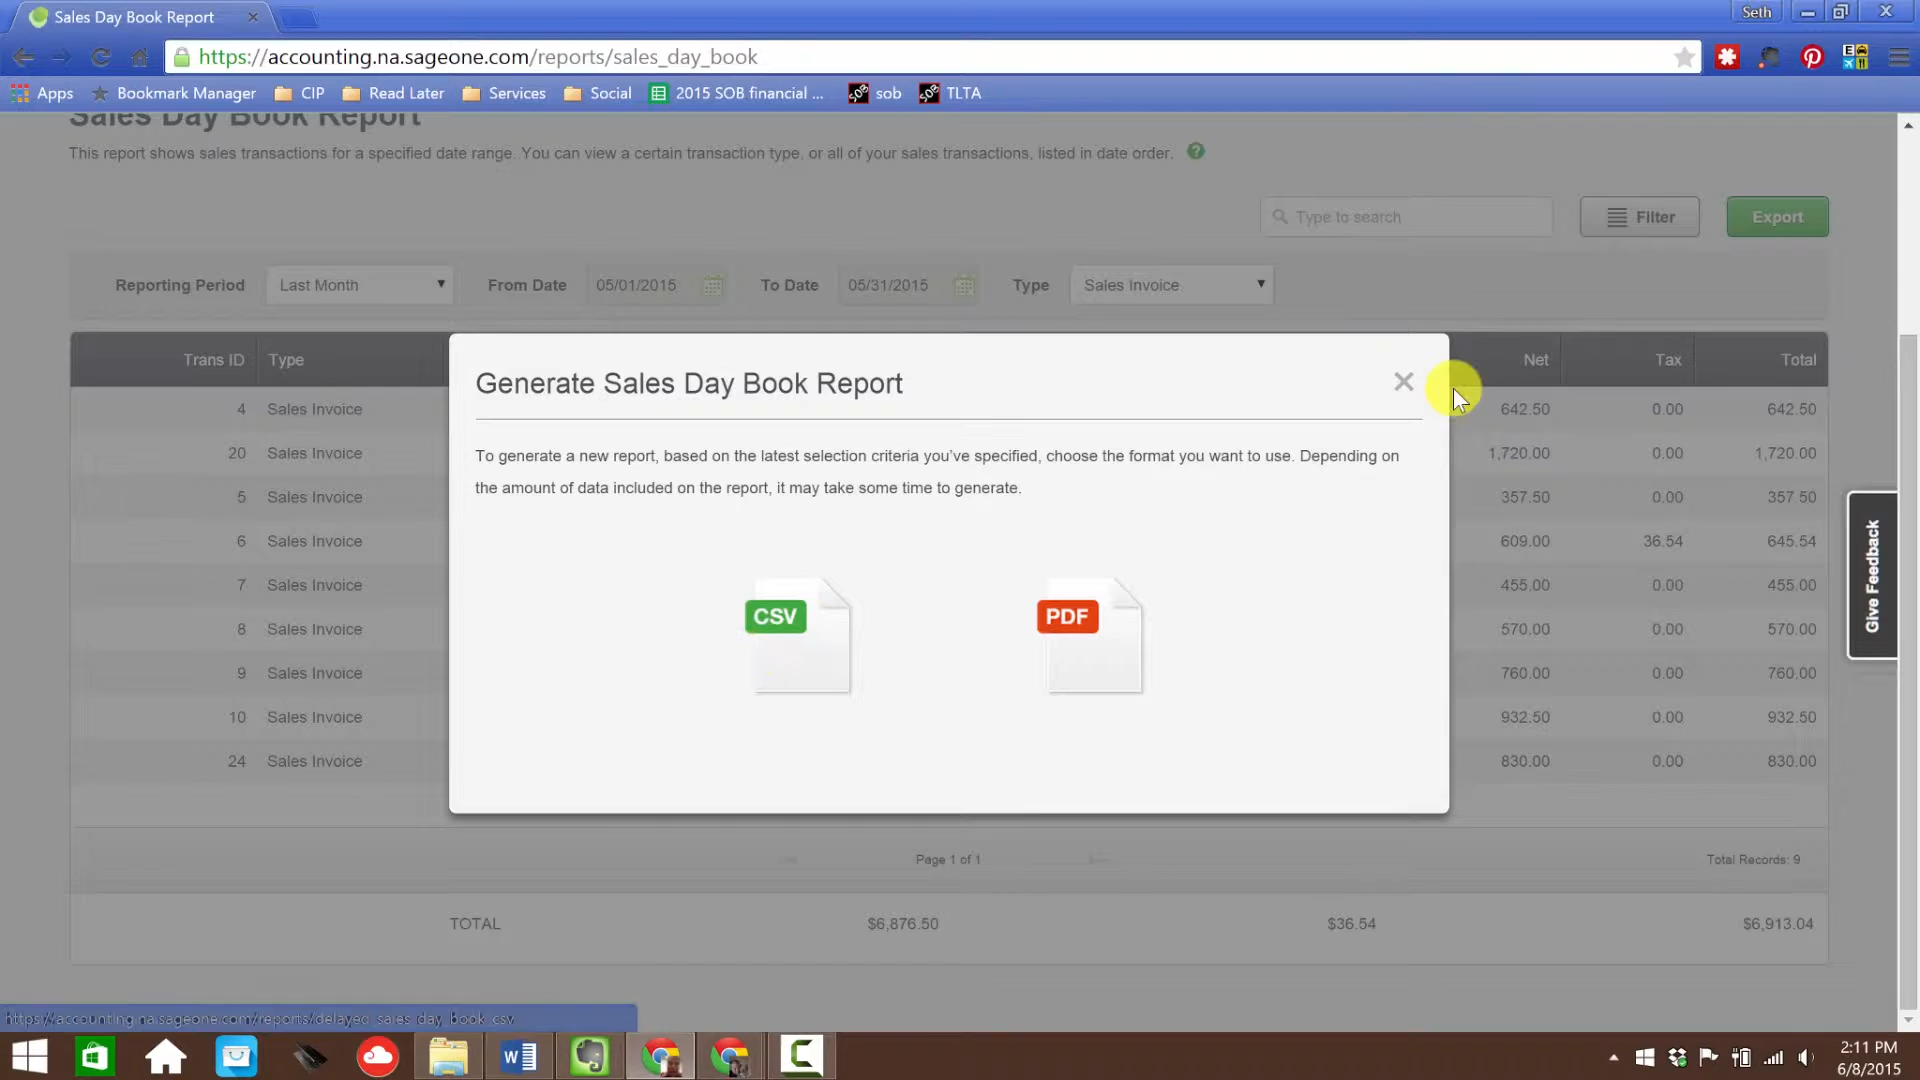 Sales Day Book Report
Seth
https://accounting.na.sageone.com/reports/sales_day_book
Apps Bookmark Manager CIP Read Later Services Social 2015 SOB financial ... sob TLTA
Sales Day Book Report
This report shows sales transactions for a specified date range. You can view a certain transaction type, or all of your sales transactions, listed in date order. ?
Type to search Filter Export
Reporting Period Last Month From Date 05/01/2015 To Date 05/31/2015 Type Sales Invoice
Trans ID Type Net Tax Total
4 Sales Invoice 642.50 0.00 642.50
20 Sales Invoice 1,720.00 0.00 1,720.00
5 Sales Invoice 357.50 0.00 357.50
6 Sales Invoice 609.00 36.54 645.54
7 Sales Invoice 455.00 0.00 455.00
8 Sales Invoice 570.00 0.00 570.00
9 Sales Invoice 760.00 0.00 760.00
10 Sales Invoice 932.50 0.00 932.50
24 Sales Invoice 830.00 0.00 830.00
Generate Sales Day Book Report
To generate a new report, based on the latest selection criteria you've specified, choose the format you want to use. Depending on
the amount of data included on the report, it may take some time to generate.
CSV PDF
Give Feedback
Page 1 of 1 Total Records: 9
TOTAL $6,876.50 $36.54 $6,913.04
https://accounting.na.sageone.com/reports/delayed_sales_day_book_csv
2:11 PM
6/8/2015